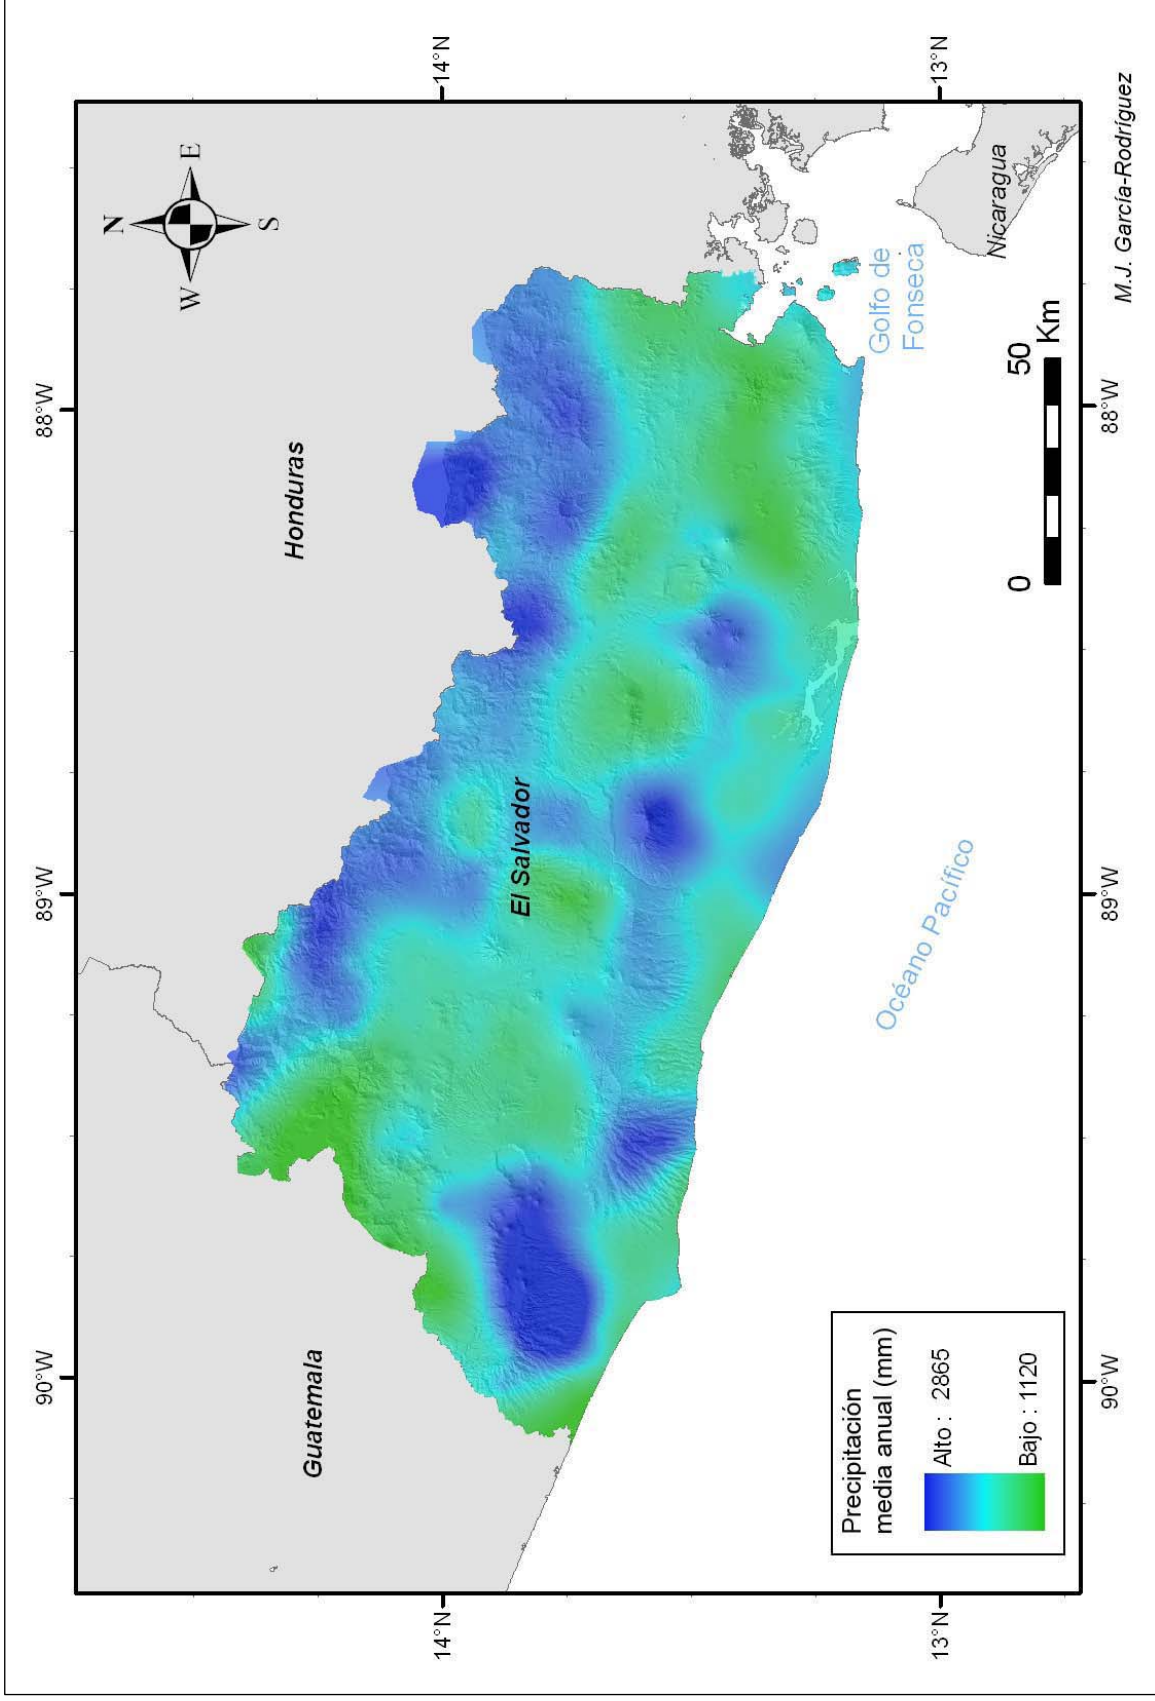 90°W
89°W
88°W
14°N
14°N
13°N
13°N
90°W
89°W
88°W
N
W
E
S
Guatemala
Honduras
El Salvador
Nicaragua
Golfo de
Fonseca
Océano Pacífico
Precipitación
media anual (mm)
Alto : 2865
Bajo : 1120
0
50
Km
M.J. García-Rodríguez